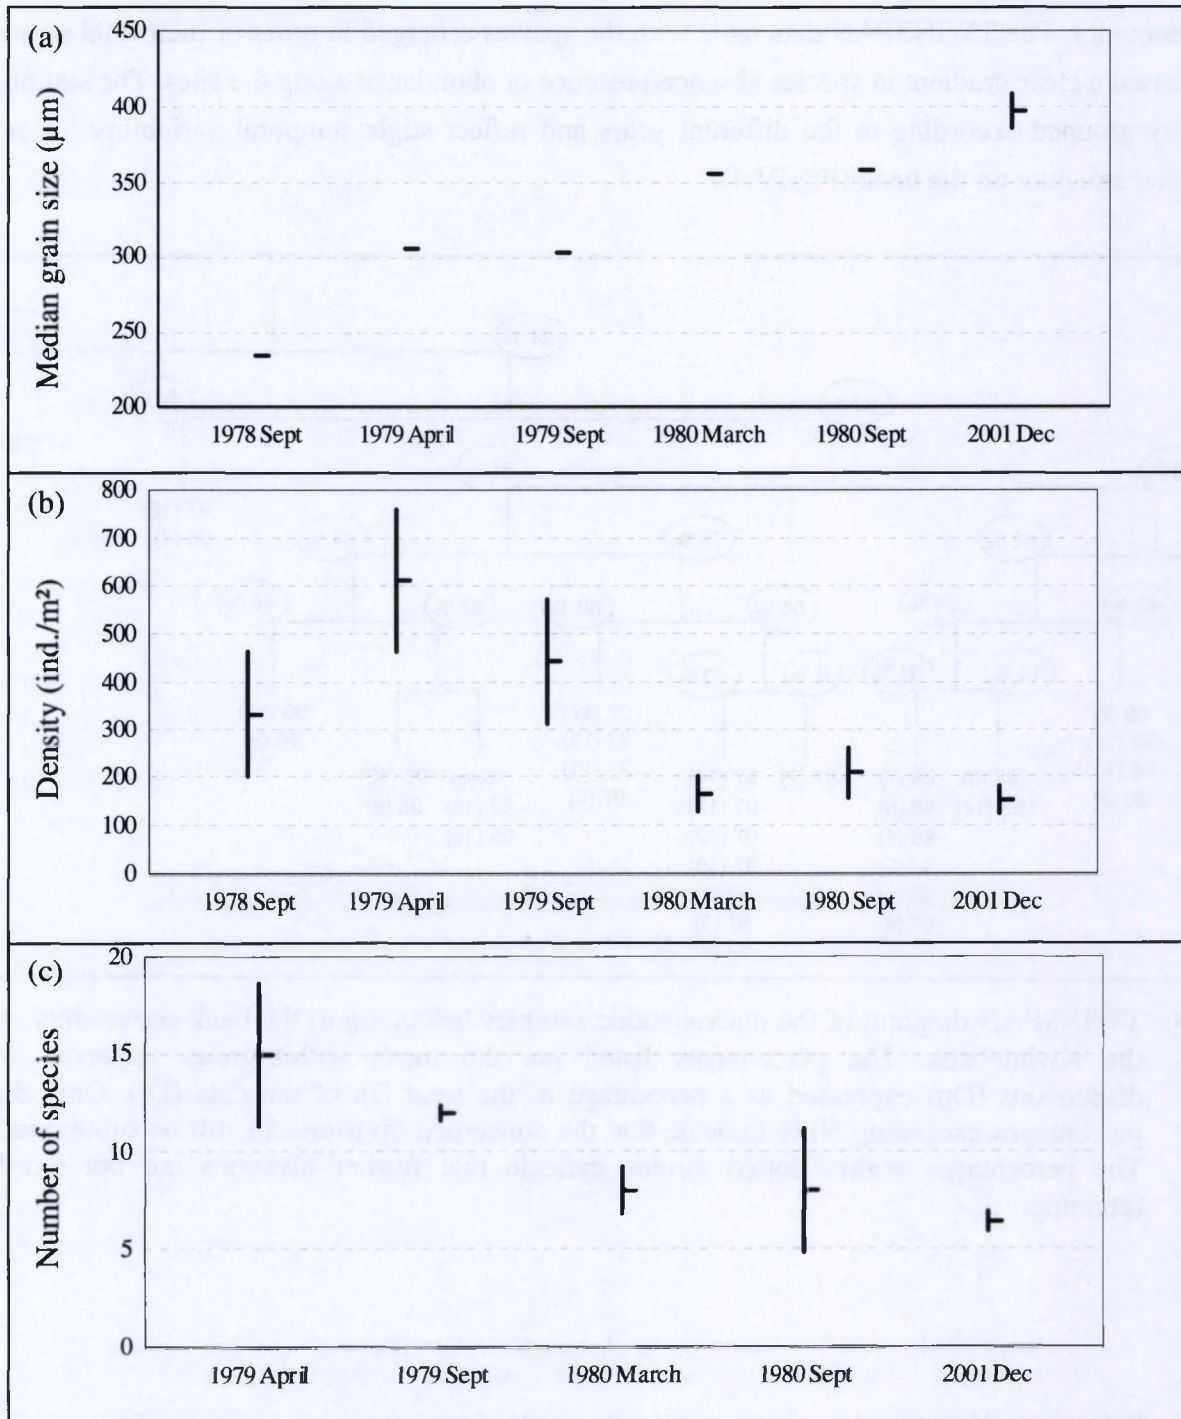 (a)
Median grain size (μm)
450
400
350
300
250
200
1978 Sept 1979 April 1979 Sept 1980 March 1980 Sept 2001 Dec
(b)
Density (ind./m²)
800
700
600
500
400
300
200
100
0
1978 Sept 1979 April 1979 Sept 1980 March 1980 Sept 2001 Dec
(c)
Number of species
20
15
10
5
0
1979 April 1979 Sept 1980 March 1980 Sept 2001 Dec